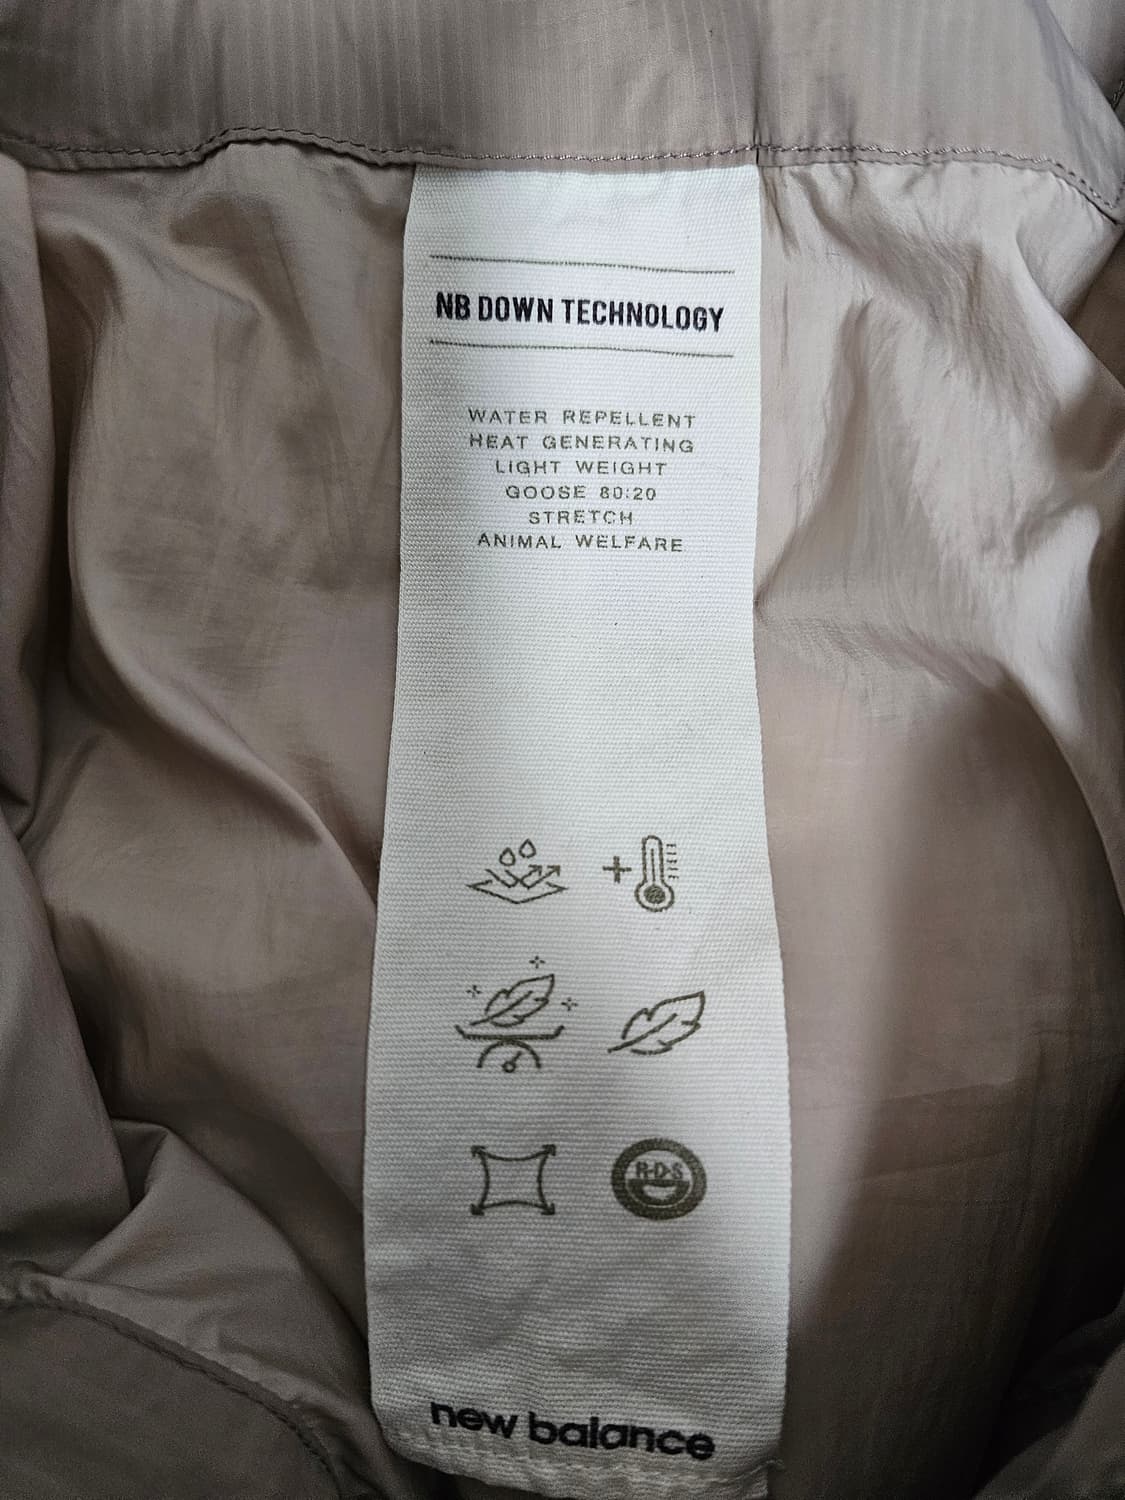 NB DOWN TECHNOLOGY
WATER REPELLENT
HEAT GENERATING
LIGHT WEIGHT
GOOSE 80:20
STRETCH
ANIMAL WELFARE
R·D·S
new balance